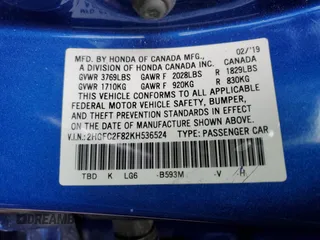 MFD. BY HONDA OF CANADA MFG., 02/'19
A DIVISION OF HONDA CANADA INC. CANADA
GVWR 3769LBS GAWR F 2028LBS R 1829LBS
GVWR 1710KG GAWR F 920KG R 830KG
THIS VEHICLE CONFORMS TO ALL APPLICABLE
FEDERAL MOTOR VEHICLE SAFETY, BUMPER,
AND THEFT PREVENTION STANDARDS IN EFFECT
ON THE DATE OF MANUFACTURE SHOWN ABOVE.
V.I.N.: 2HGFC2F82KH536524 TYPE: PASSENGER CAR
TBD K LG6 -B593M -V H